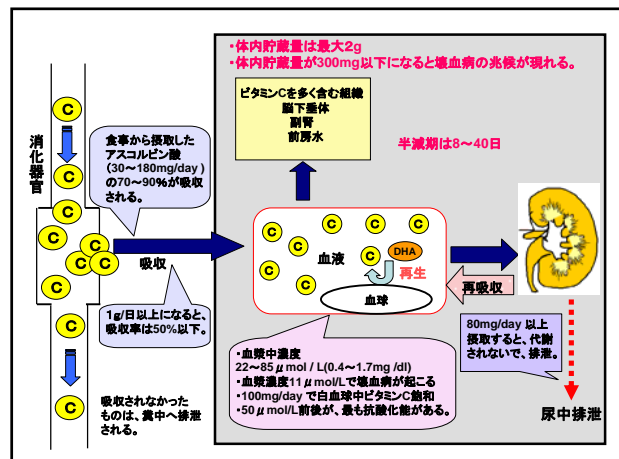 ・体内貯蔵量は最大2g
・体内貯蔵量が300mg以下になると壊血病の兆候が現れる。
C
消化器官
C
C
C
C
C
C
C
C
C
食事から摂取した
アスコルビン酸
（30～180mg/day）
の70～90%が吸収
される。
吸収
1g/日以上になると、
吸収率は50%以下。
吸収されなかった
ものは、糞中へ排泄
される。
ビタミンCを多く含む組織
脳下垂体
副腎
前房水
半減期は8～40日
C
C
C
C
C
C
C
C
血液
DHA
再生
血球
再吸収
・血漿中濃度
22～85μmol/L(0.4～1.7mg/dl)
・血漿濃度11μmol/Lで壊血病が起こる
・100mg/dayで白血球中ビタミンC飽和
・50μmol/L前後が、最も抗酸化能がある。
80mg/day以上
摂取すると、代謝
されないで、排泄。
尿中排泄